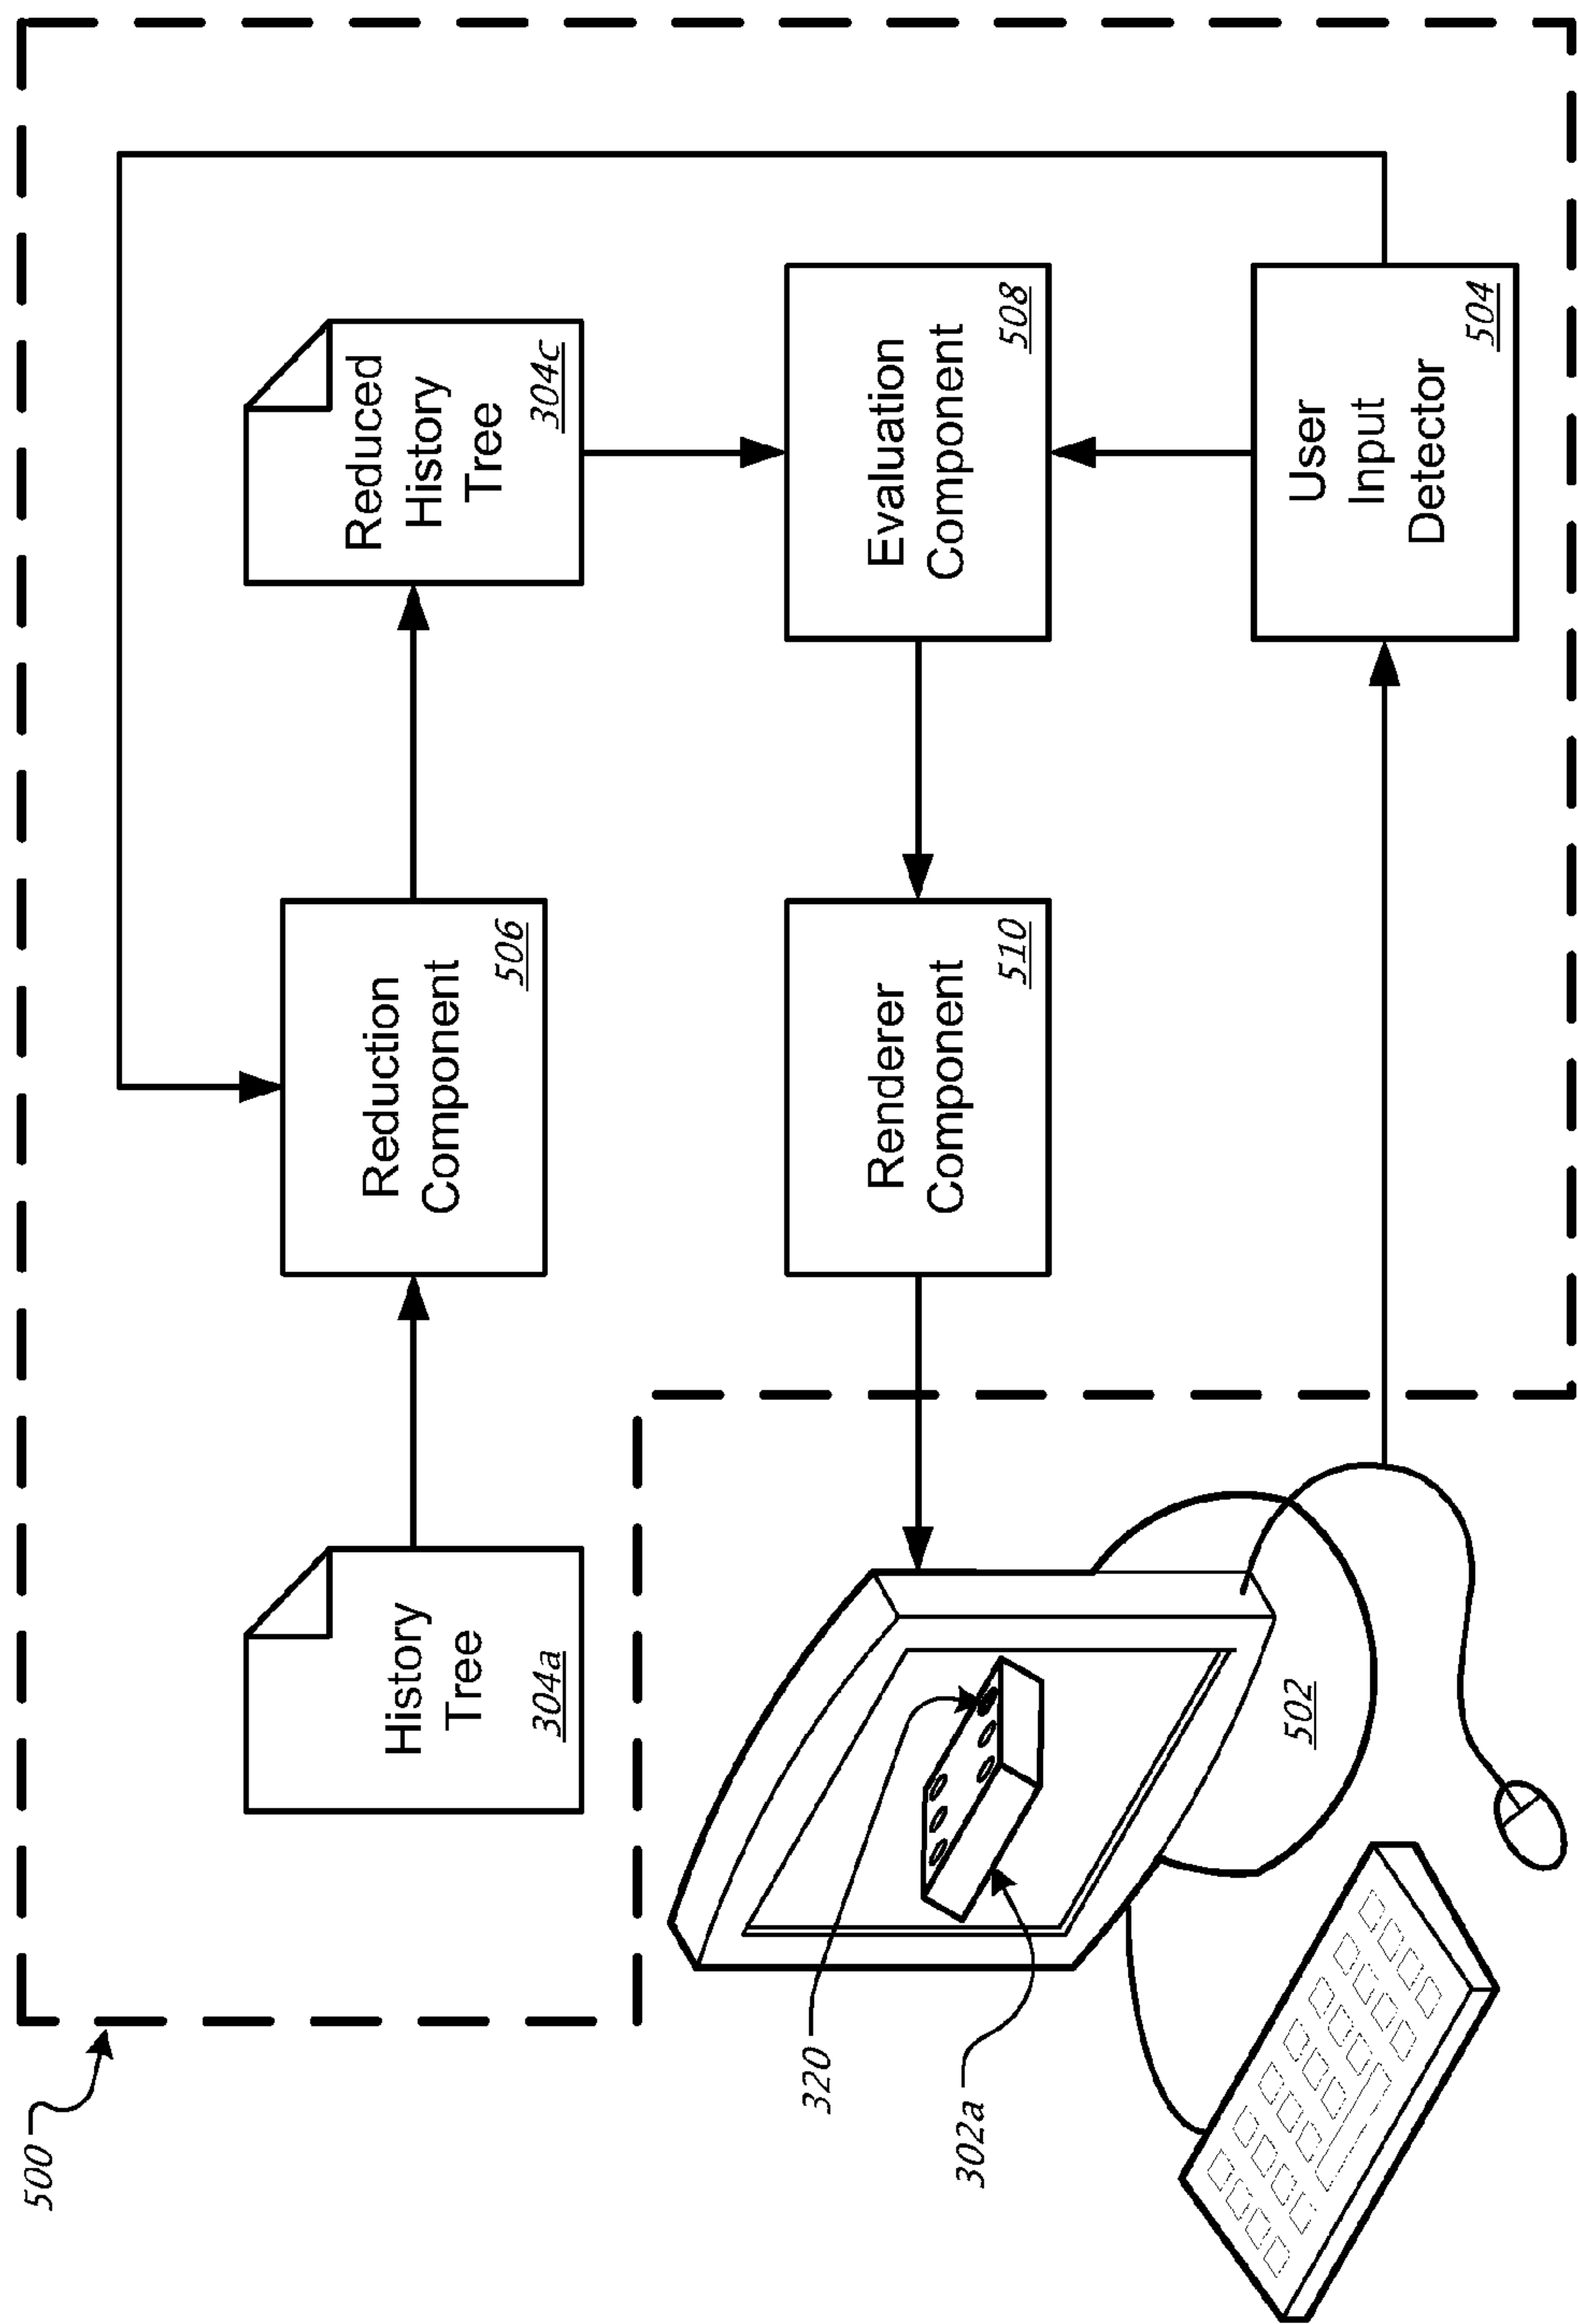 500
History
Tree
304a
Reduction
Component
506
Reduced
History
Tree
304c
320
302a
502
Renderer
Component
510
Evaluation
Component
508
User
Input
Detector
504